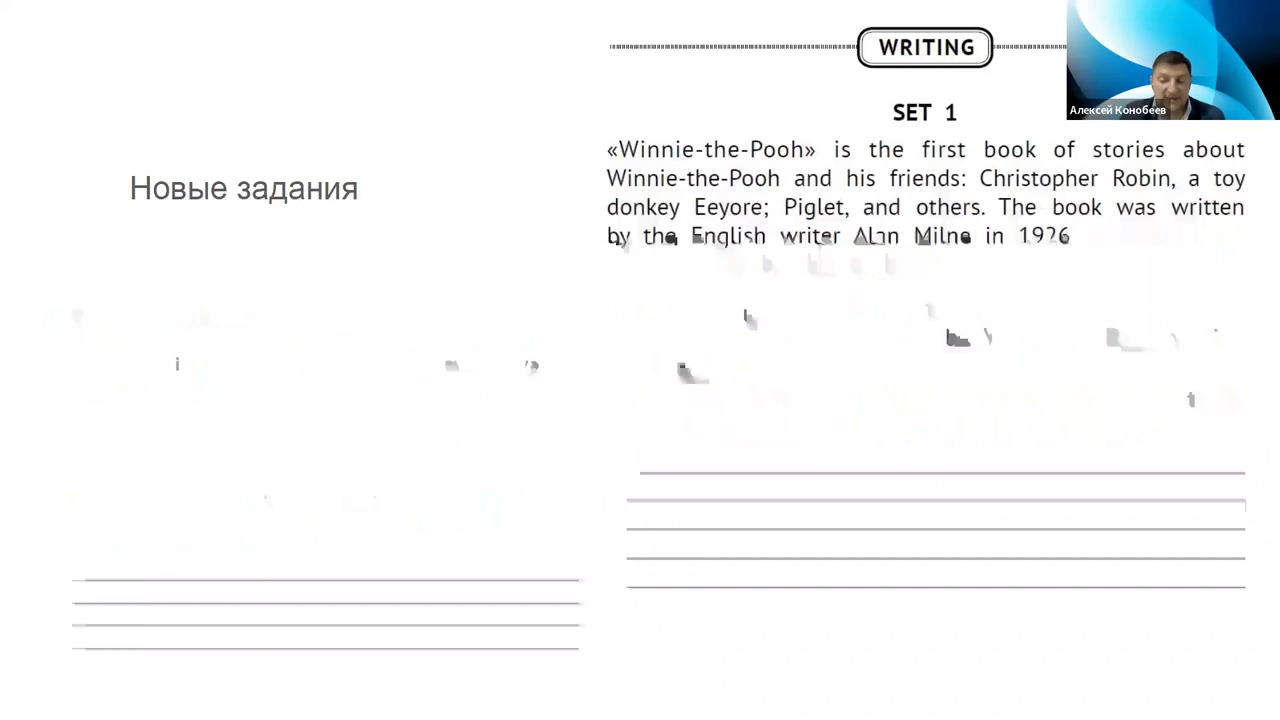 WRITING
Алексей Конобеев
SET 1
«Winnie-the-Pooh» is the first book of stories about
Winnie-the-Pooh and his friends: Christopher Robin, a toy
donkey Eeyore; Piglet, and others. The book was written
by the English writer Alan Milne in 1926
Новые задания